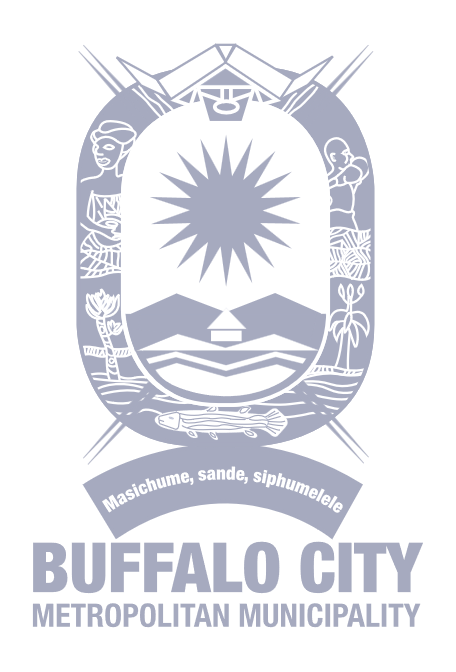 Masichume, sande, siphumelele
BUFFALO CITY
METROPOLITAN MUNICIPALITY